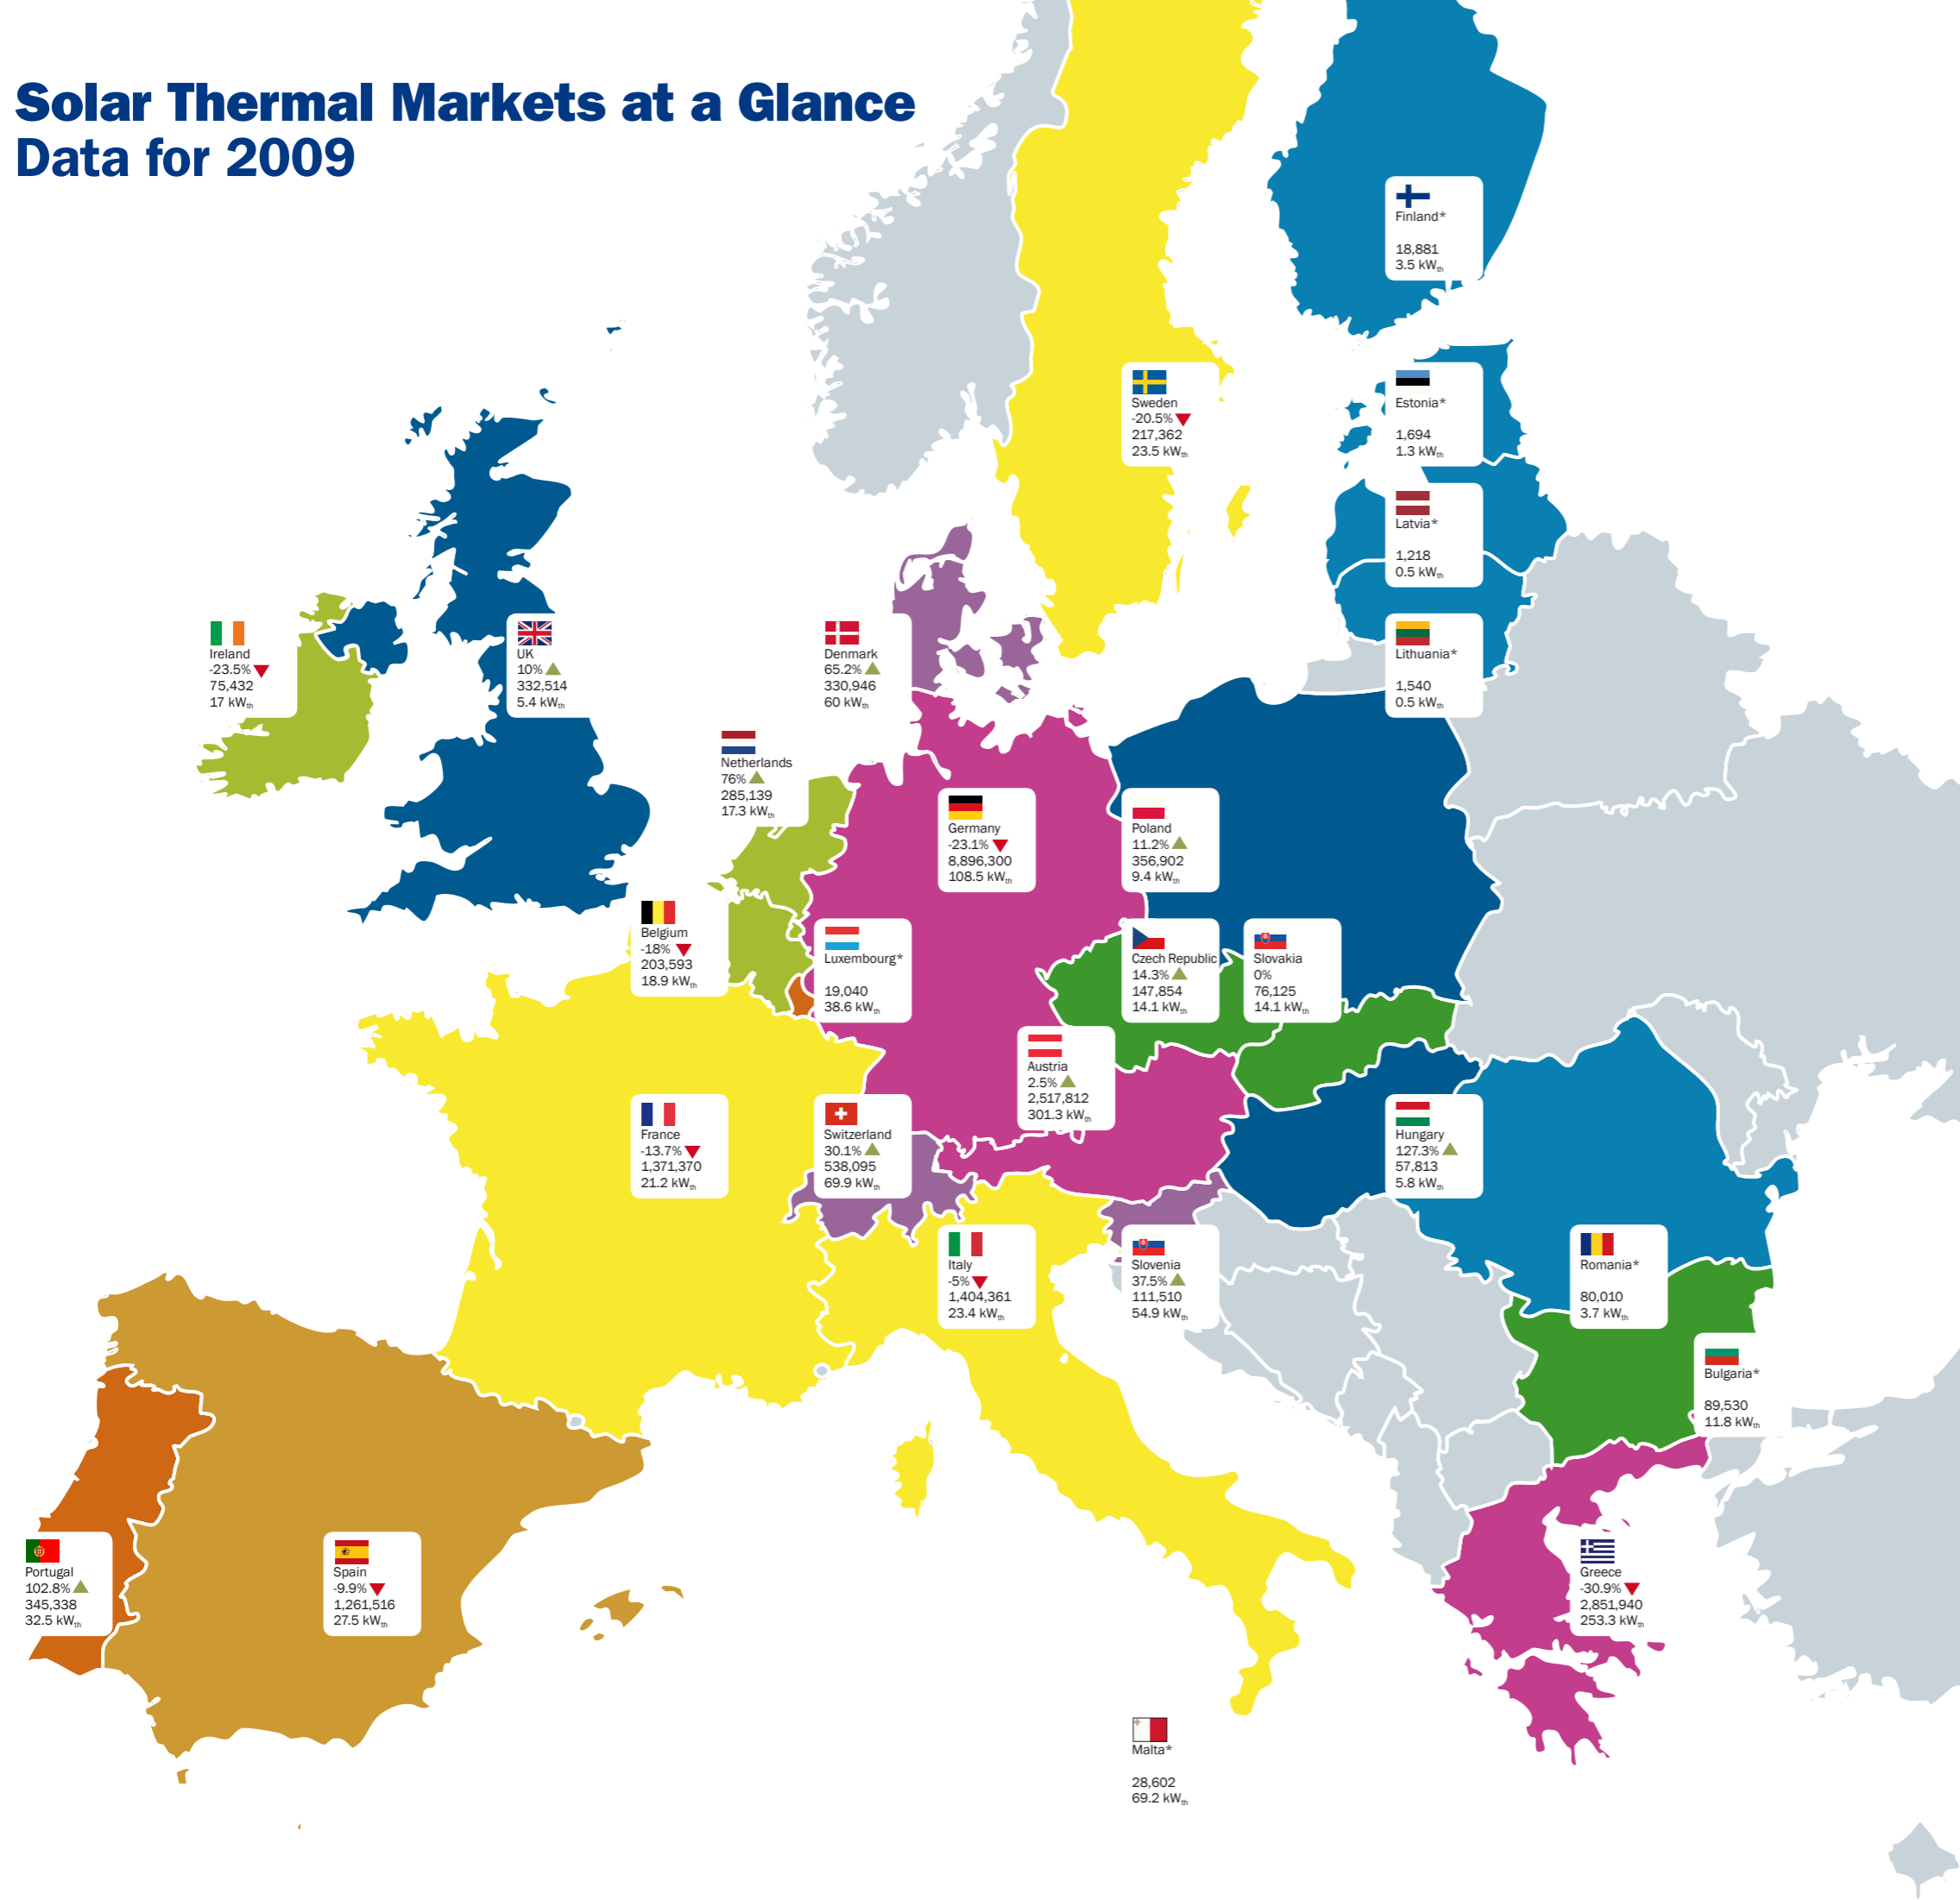 Solar Thermal Markets at a Glance
Data for 2009
Finland*
18,881
3.5 kWth
Sweden
-20.5%
217,362
23.5 kWth
Estonia*
1,694
1.3 kWth
Latvia*
1,218
0.5 kWth
Ireland
-23.5%
75,432
17 kWth
UK
10%
332,514
5.4 kWth
Denmark
65.2%
330,946
60 kWth
Lithuania*
1,540
0.5 kWth
Netherlands
76%
285,139
17.3 kWth
Germany
-23.1%
8,896,300
108.5 kWth
Poland
11.2%
356,902
9.4 kWth
Belgium
-18%
203,593
18.9 kWth
Luxembourg*
19,040
38.6 kWth
Czech Republic
14.3%
147,854
14.1 kWth
Slovakia
0%
76,125
14.1 kWth
Austria
2.5%
2,517,812
301.3 kWth
France
-13.7%
1,371,370
21.2 kWth
Switzerland
30.1%
538,095
69.9 kWth
Hungary
127.3%
57,813
5.8 kWth
Italy
-5%
1,404,361
23.4 kWth
Slovenia
37.5%
111,510
54.9 kWth
Romania*
80,010
3.7 kWth
Bulgaria*
89,530
11.8 kWth
Portugal
102.8%
345,338
32.5 kWth
Spain
-9.9%
1,261,516
27.5 kWth
Greece
-30.9%
2,851,940
253.3 kWth
Malta*
28,602
69.2 kWth